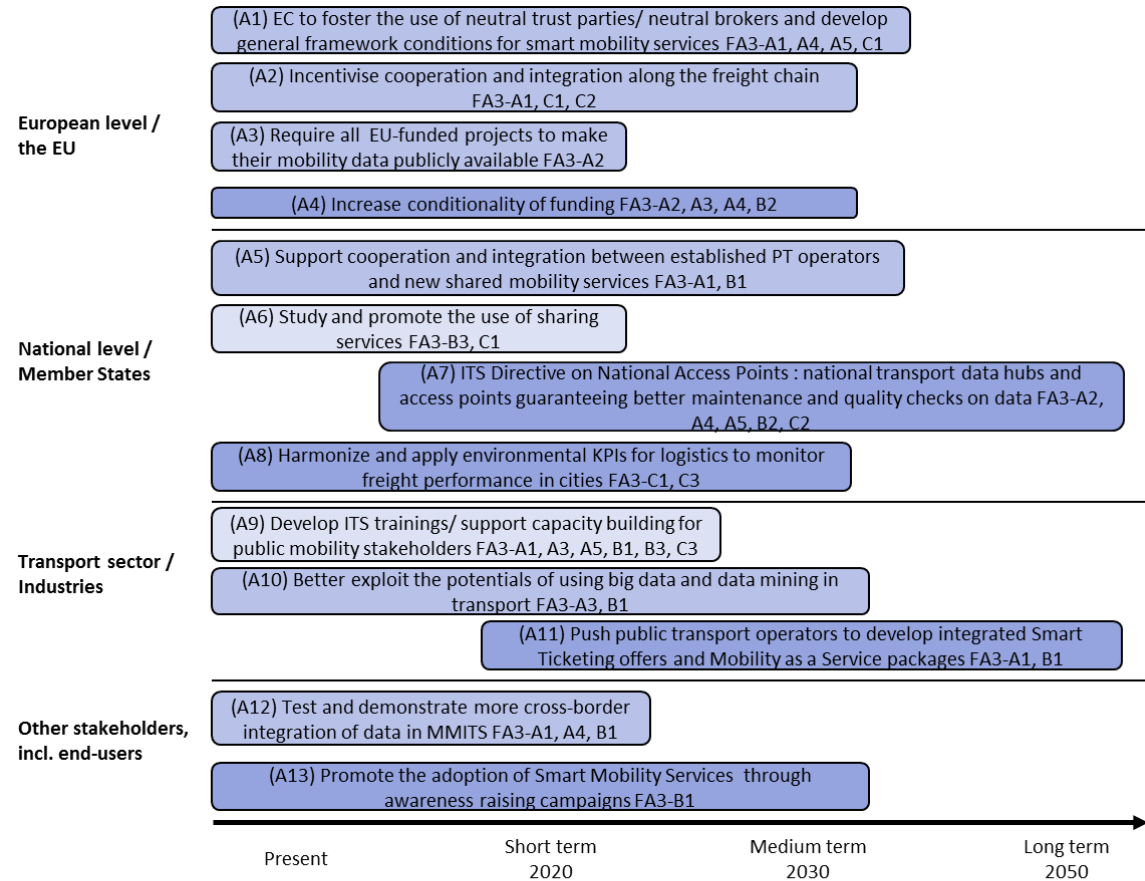 European level /
the EU
(A1) EC to foster the use of neutral trust parties/ neutral brokers and develop
general framework conditions for smart mobility services FA3-A1, A4, A5, C1
(A2) Incentivise cooperation and integration along the freight chain
FA3-A1, C1, C2
(A3) Require all EU-funded projects to make
their mobility data publicly available FA3-A2
(A4) Increase conditionality of funding FA3-A2, A3, A4, B2
National level /
Member States
(A5) Support cooperation and integration between established PT operators
and new shared mobility services FA3-A1, B1
(A6) Study and promote the use of sharing
services FA3-B3, C1
(A7) ITS Directive on National Access Points : national transport data hubs and
access points guaranteeing better maintenance and quality checks on data FA3-A2,
A4, A5, B2, C2
(A8) Harmonize and apply environmental KPIs for logistics to monitor
freight performance in cities FA3-C1, C3
Transport sector /
Industries
(A9) Develop ITS trainings/ support capacity building for
public mobility stakeholders FA3-A1, A3, A5, B1, B3, C3
(A10) Better exploit the potentials of using big data and data mining in
transport FA3-A3, B1
(A11) Push public transport operators to develop integrated Smart
Ticketing offers and Mobility as a Service packages FA3-A1, B1
Other stakeholders,
incl. end-users
(A12) Test and demonstrate more cross-border
integration of data in MMITS FA3-A1, A4, B1
(A13) Promote the adoption of Smart Mobility Services through
awareness raising campaigns FA3-B1
Present
Short term
2020
Medium term
2030
Long term
2050